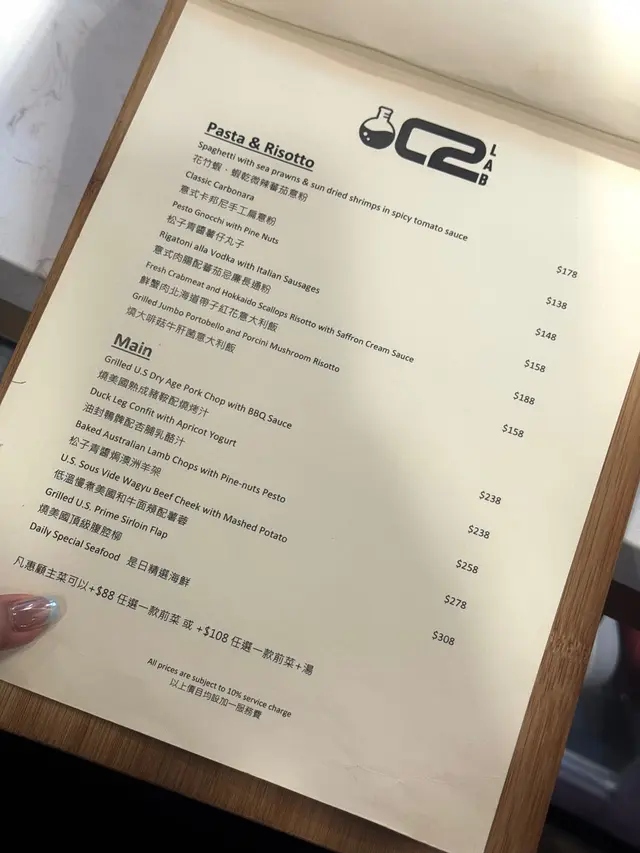 C2 LAB
Pasta & Risotto
Spaghetti with sea prawns & sun dried shrimps in spicy tomato sauce $178
花竹蝦﹑蝦乾微辣蕃茄意粉
Classic Carbonara $138
意式卡邦尼手工扁意粉
Pesto Gnocchi with Pine Nuts $148
松子青醬薯仔丸子
Rigatoni alla Vodka with Italian Sausages $158
意式肉腸配蕃茄忌廉長通粉
Fresh Crabmeat and Hokkaido Scallops Risotto with Saffron Cream Sauce $188
鮮蟹肉北海道帶子紅花意大利飯
Grilled Jumbo Portobello and Porcini Mushroom Risotto $158
燒大啡菇牛肝菌意大利飯
Main
Grilled U.S Dry Age Pork Chop with BBQ Sauce $238
燒美國熟成豬鞍配燒烤汁
Duck Leg Confit with Apricot Yogurt $238
油封鴨髀配杏脯乳酪汁
Baked Australian Lamb Chops with Pine-nuts Pesto $258
松子青醬焗澳洲羊架
U.S. Sous Vide Wagyu Beef Cheek with Mashed Potato $278
低溫慢煮美國和牛面頰配薯蓉
Grilled U.S. Prime Sirloin Flap $308
燒美國頂級腹腔柳
Daily Special Seafood 是日精選海鮮
凡惠顧主菜可以+$88 任選一款前菜 或 +$108 任選一款前菜+湯
All prices are subject to 10% service charge
以上價目均設加一服務費